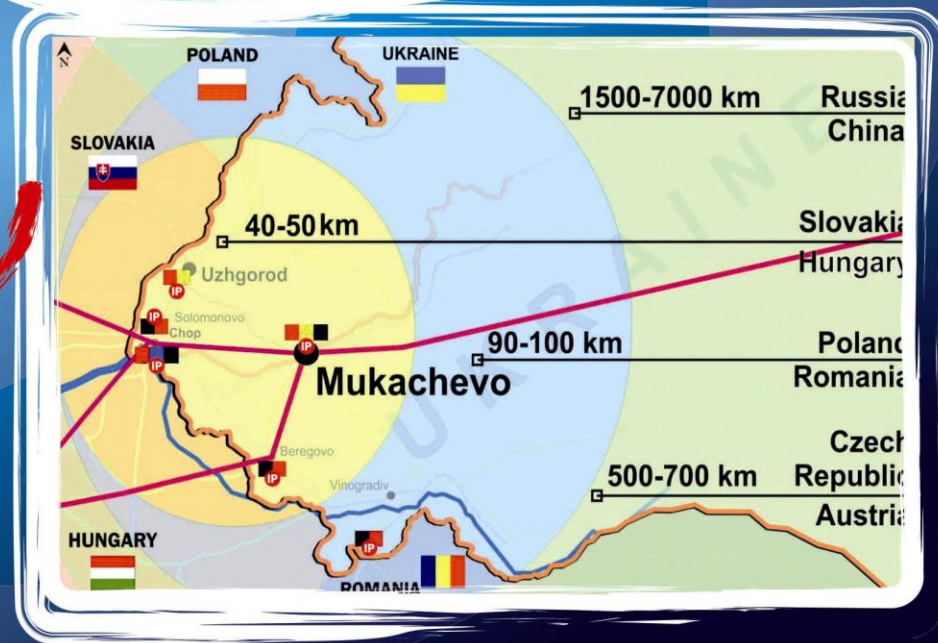 N
POLAND
UKRAINE
SLOVAKIA
1500-7000 km
Russia
China
40-50 km
Slovakia
Hungary
Uzhgorod
IP
IP
Solomonovo
Chop
IP
IP
Mukachevo
90-100 km
Poland
Romania
UKRAINE
Beregovo
IP
Vinogradiv
500-700 km
Czech
Republic
Austria
HUNGARY
IP
ROMANIA